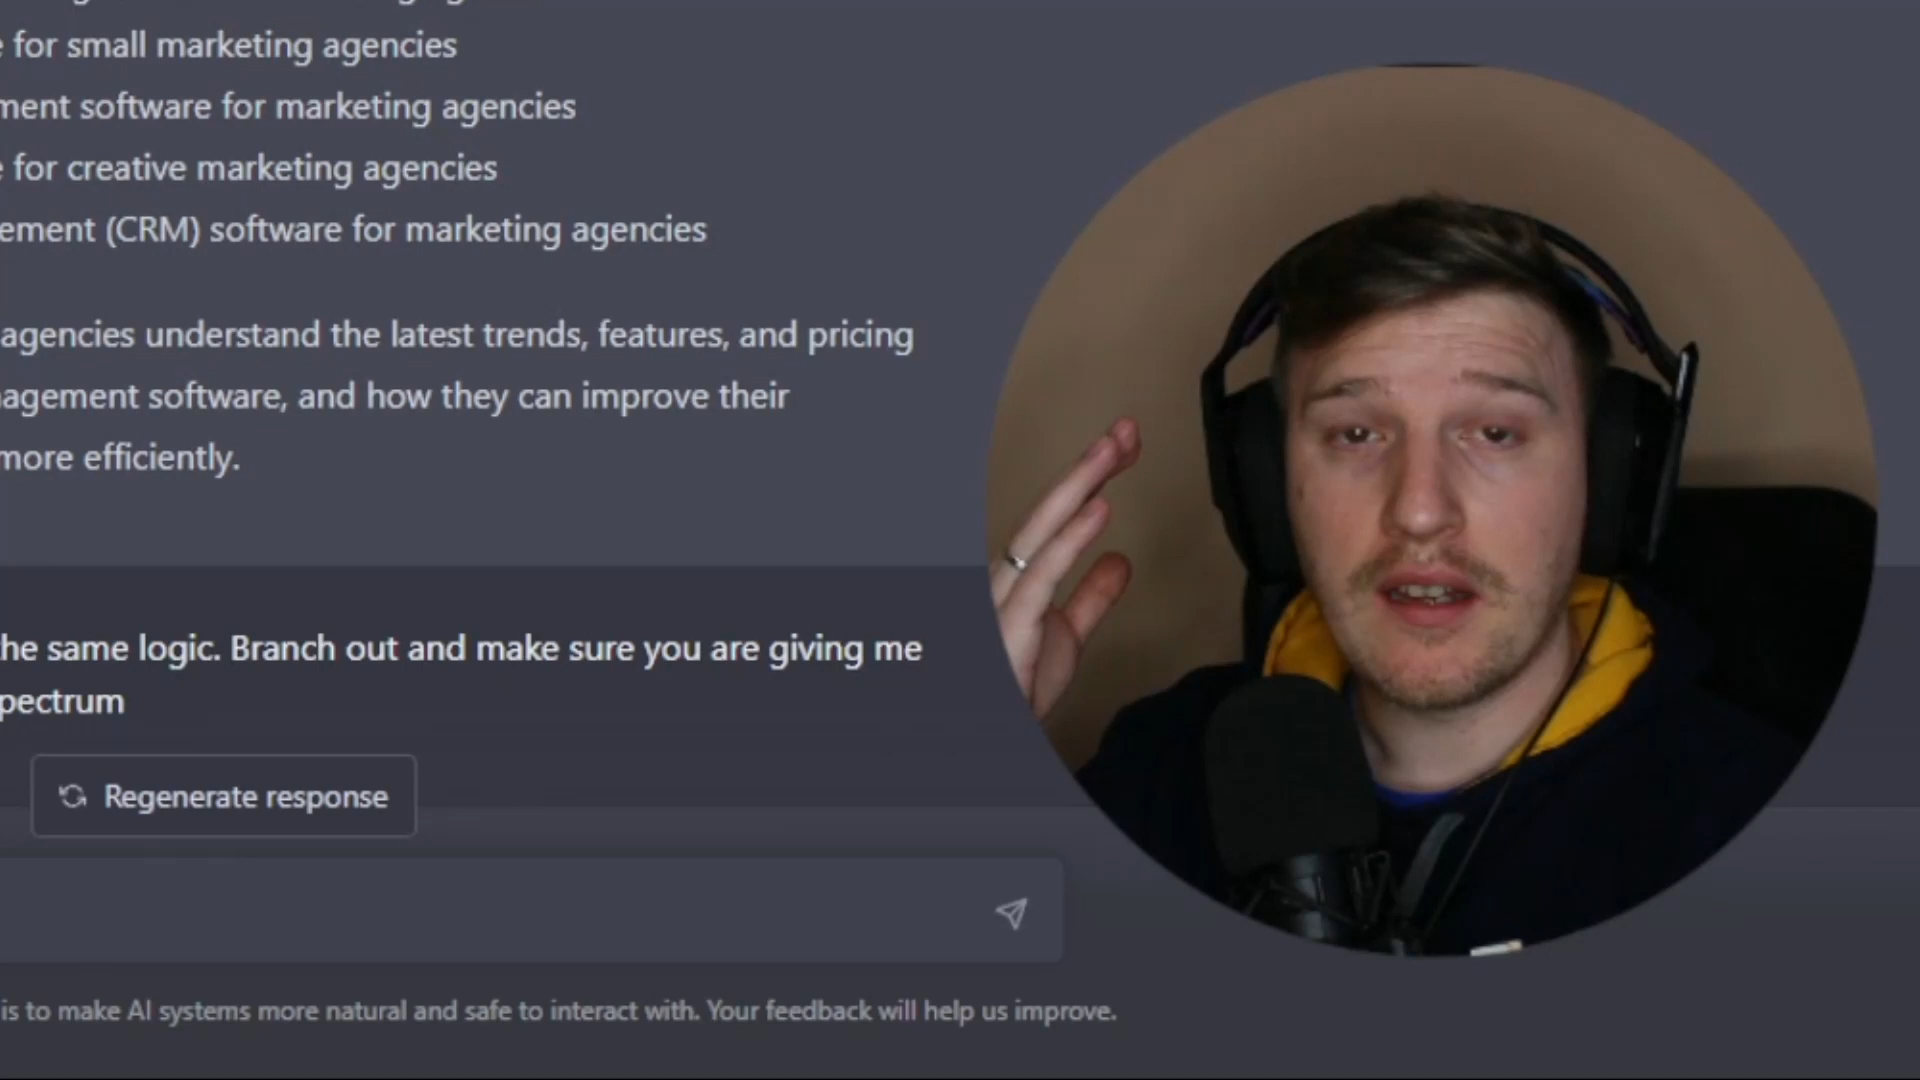 for small marketing agencies
ment software for marketing agencies
for creative marketing agencies
ement (CRM) software for marketing agencies
agencies understand the latest trends, features, and pricing
agement software, and how they can improve their
more efficiently.
he same logic. Branch out and make sure you are giving me
pectrum
Regenerate response
is to make AI systems more natural and safe to interact with. Your feedback will help us improve.